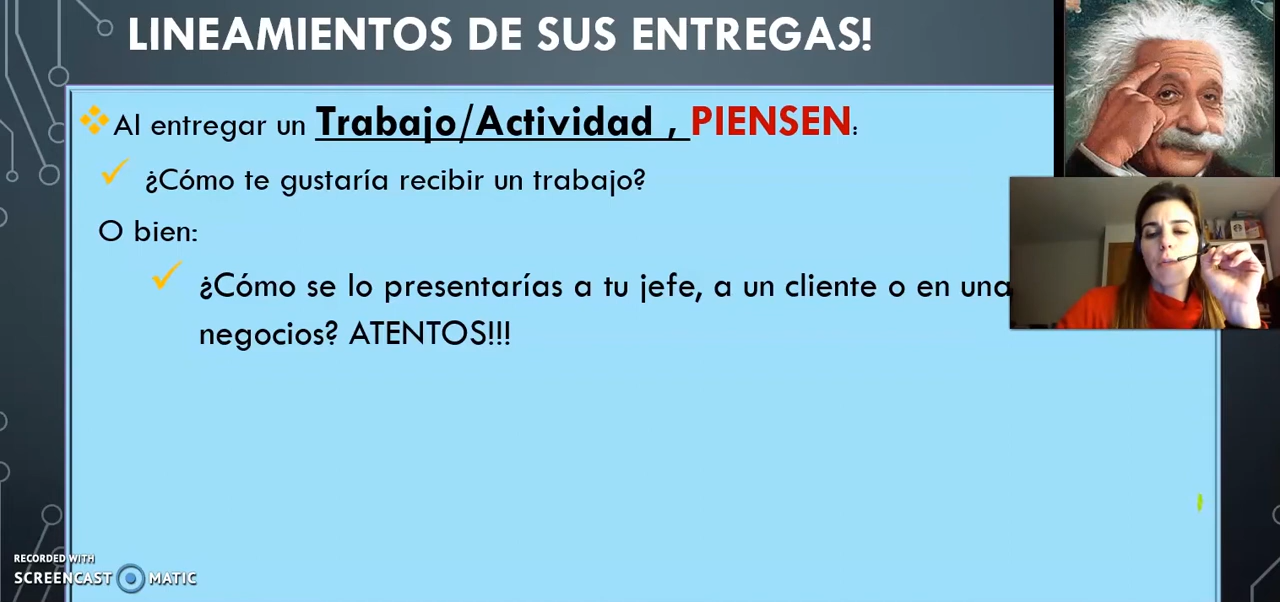 LINEAMIENTOS DE SUS ENTREGAS!
Al entregar un Trabajo/Actividad , PIENSEN:
¿Cómo te gustaría recibir un trabajo?
O bien:
¿Cómo se lo presentarías a tu jefe, a un cliente o en una
negocios? ATENTOS!!!
RECORDED WITH
SCREENCAST MATIC